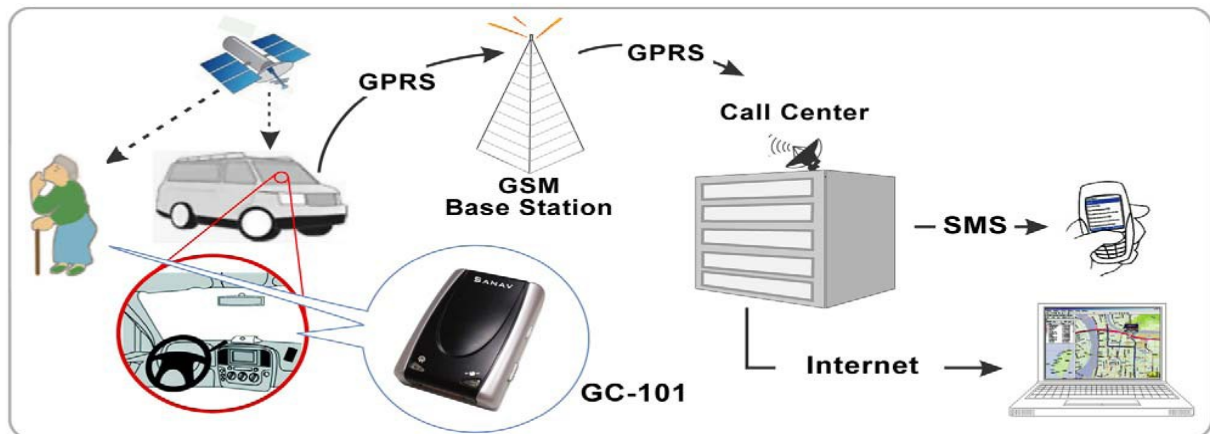 GPRS
GPRS
Call Center
GSM
Base Station
SMS
SANAV
Internet
GC-101